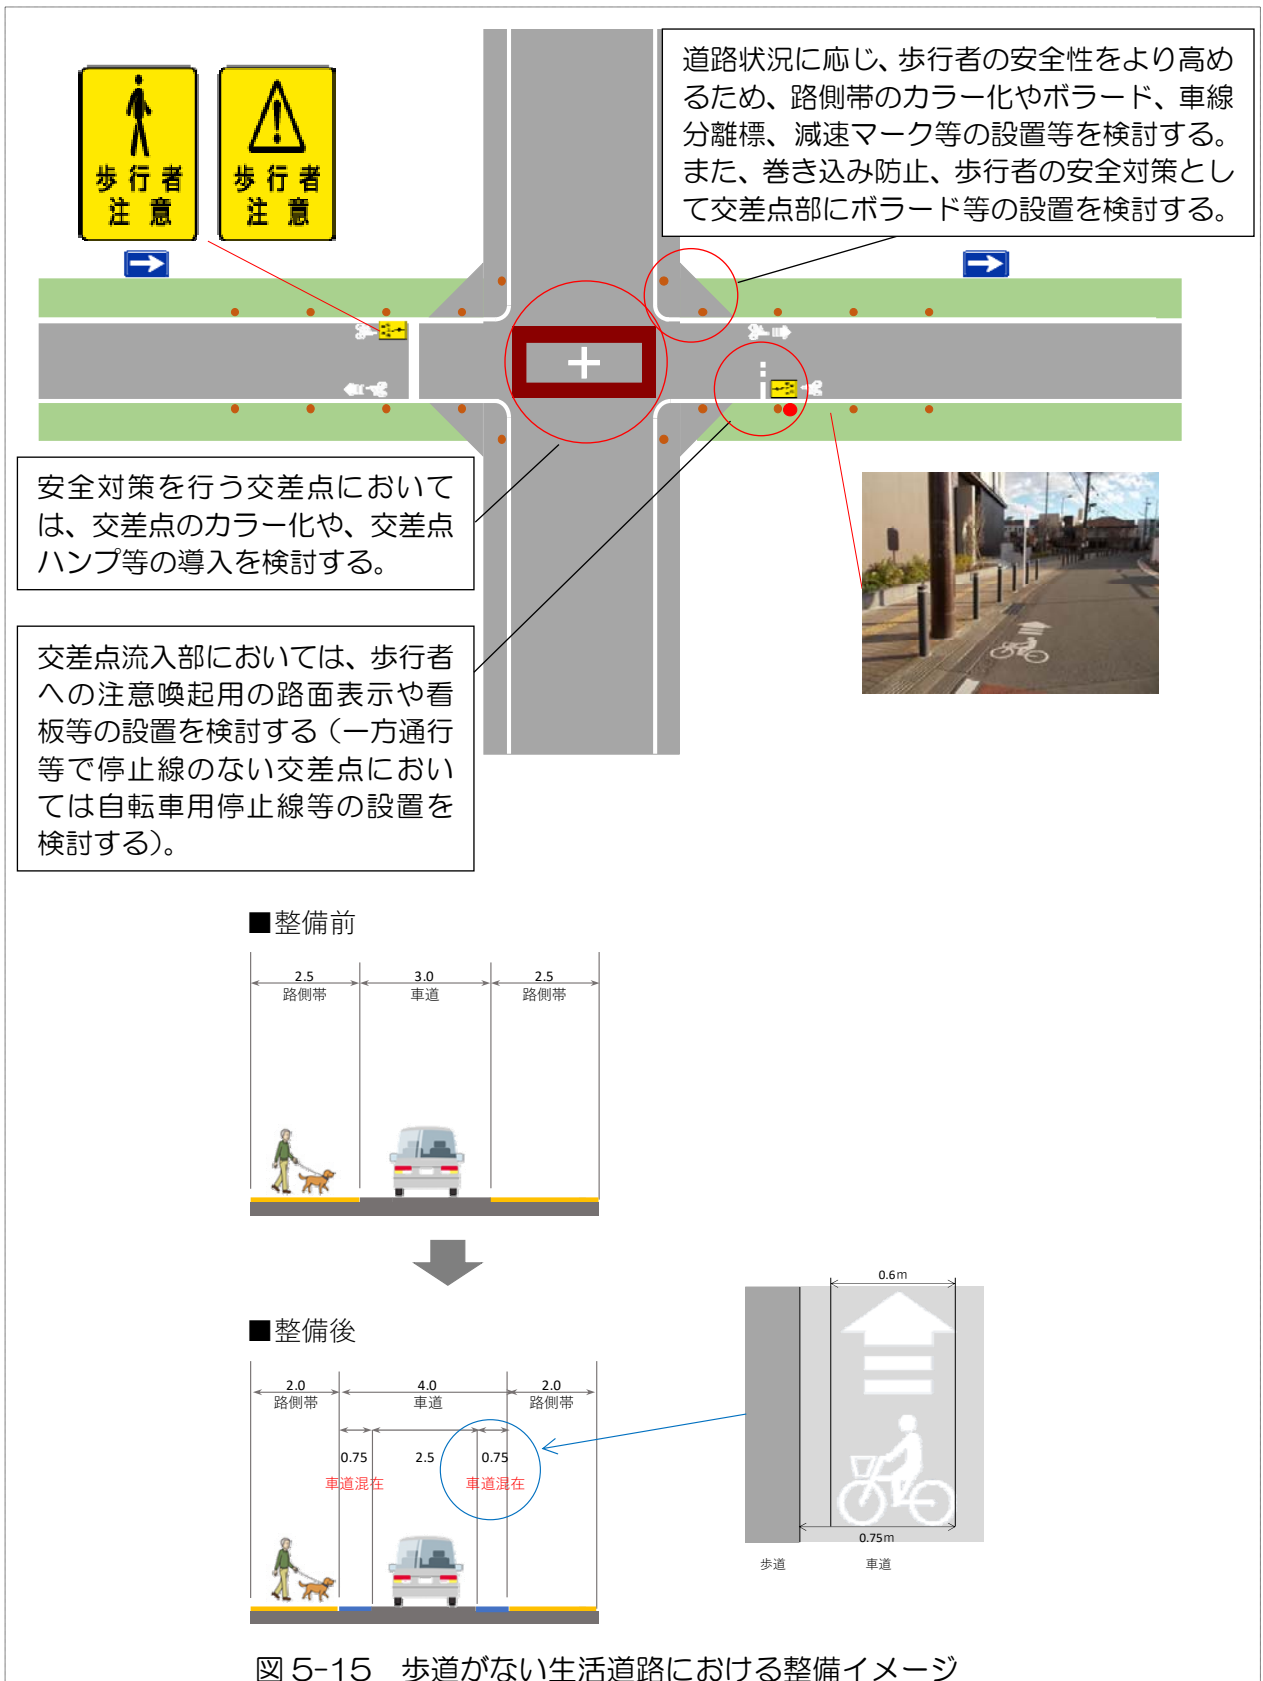 歩行者
注意
歩行者
注意
道路状況に応じ、歩行者の安全性をより高め
るため、路側帯のカラー化やボラード、車線
分離標、減速マーク等の設置等を検討する。
また、巻き込み防止、歩行者の安全対策とし
て交差点部にボラード等の設置を検討する。
安全対策を行う交差点において
は、交差点のカラー化や、交差点
ハンプ等の導入を検討する。
交差点流入部においては、歩行者
への注意喚起用の路面表示や看
板等の設置を検討する（一方通行
等で停止線のない交差点におい
ては自転車用停止線等の設置を
検討する）。
■整備前
2.5 3.0 2.5
路側帯 車道 路側帯
■整備後
2.0 4.0 2.0
路側帯 車道 路側帯
0.75 2.5 0.75
車道混在 車道混在
0.6m
0.75m
歩道 車道
図 5-15 歩道がない生活道路における整備イメージ